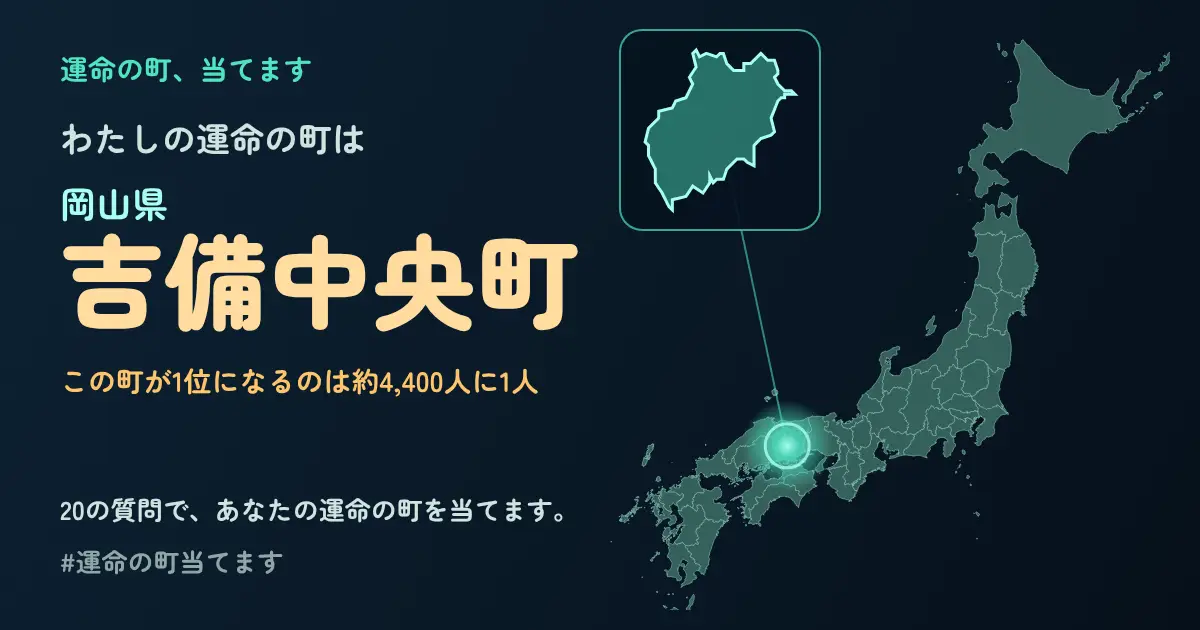 運命の町、当てます
わたしの運命の町は
岡山県
吉備中央町
この町が1位になるのは約4,400人に1人
20の質問で、あなたの運命の町を当てます。
#運命の町当てます